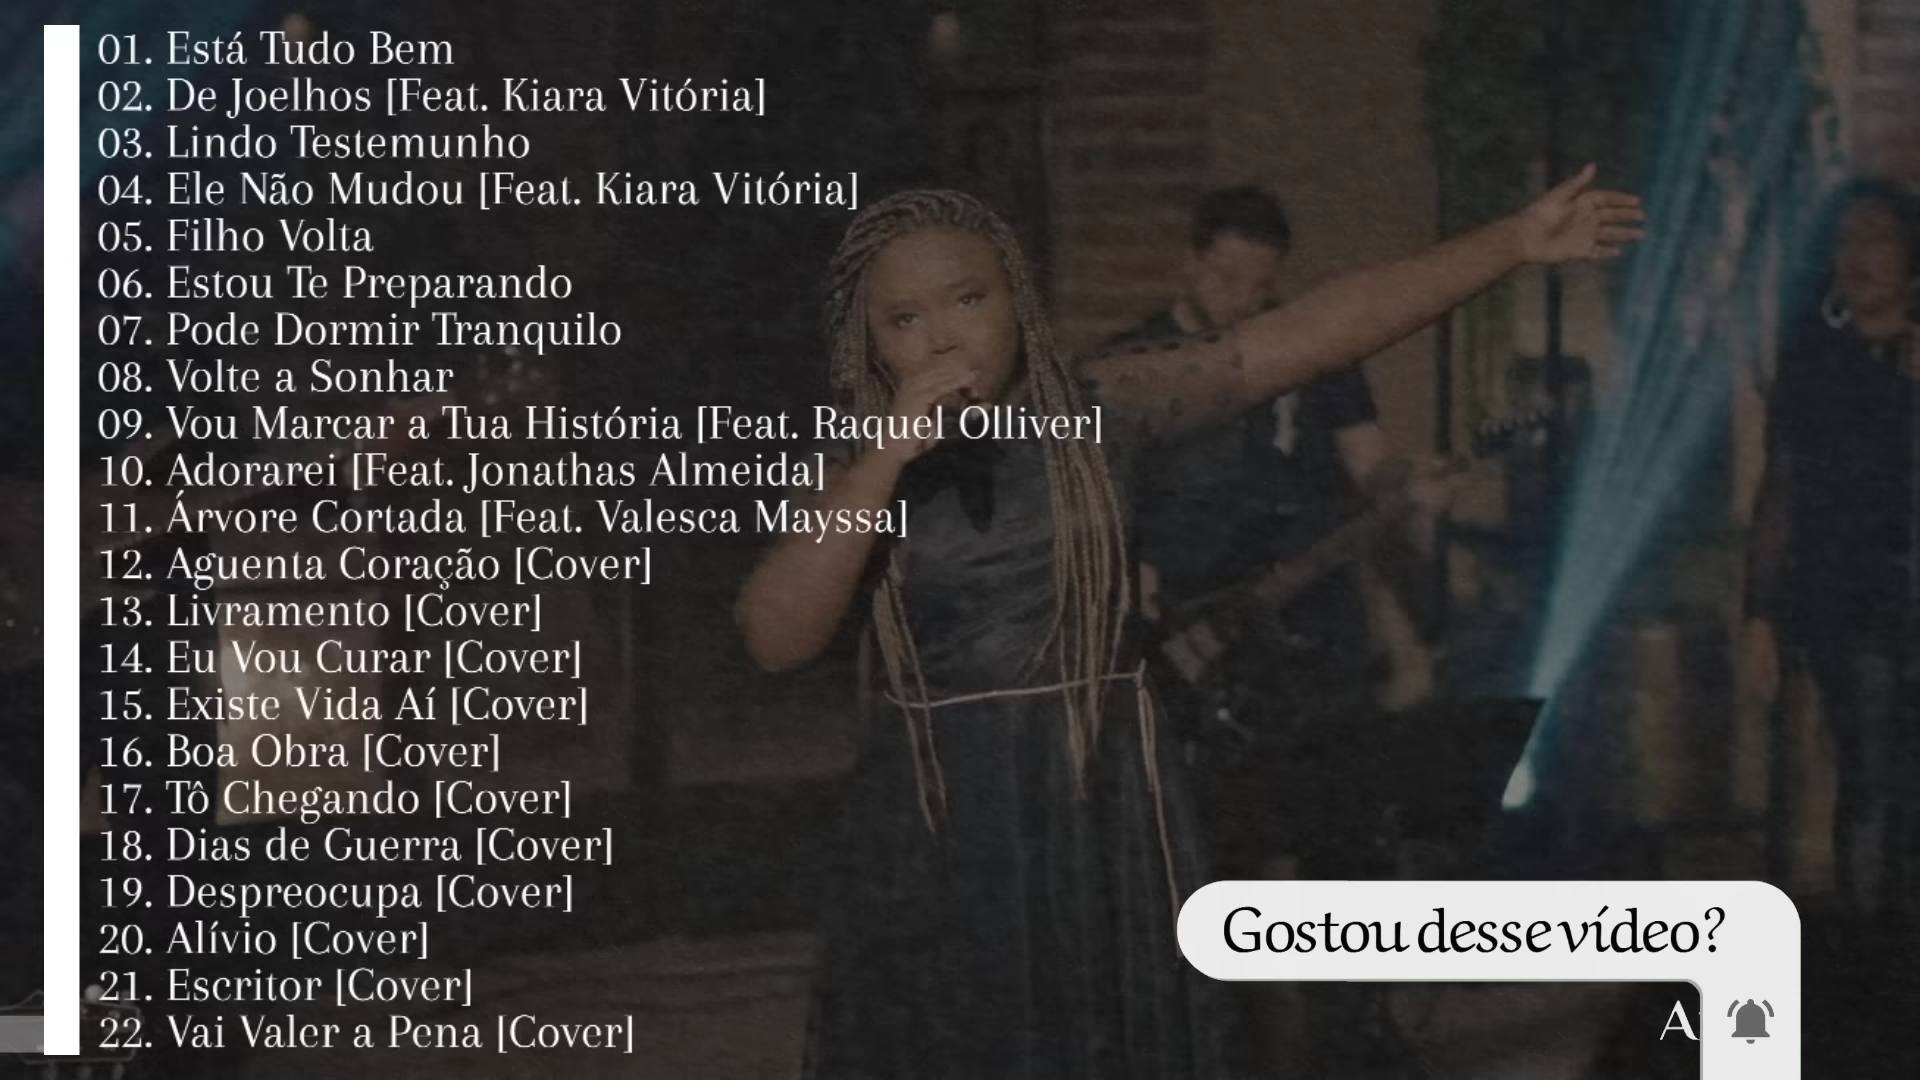 01. Está Tudo Bem
02. De Joelhos [Feat. Kiara Vitória]
03. Lindo Testemunho
04. Ele Não Mudou [Feat. Kiara Vitória]
05. Filho Volta
06. Estou Te Preparando
07. Pode Dormir Tranquilo
08. Volte a Sonhar
09. Vou Marcar a Tua História [Feat. Raquel Olliver]
10. Adorarei [Feat. Jonathas Almeida]
11. Árvore Cortada [Feat. Valesca Mayssa]
12. Aguenta Coração [Cover]
13. Livramento [Cover]
14. Eu Vou Curar [Cover]
15. Existe Vida Aí [Cover]
16. Boa Obra [Cover]
17. Tô Chegando [Cover]
18. Dias de Guerra [Cover]
19. Despreocupa [Cover]
20. Alívio [Cover]
21. Escritor [Cover]
22. Vai Valer a Pena [Cover]
Gostou desse vídeo?